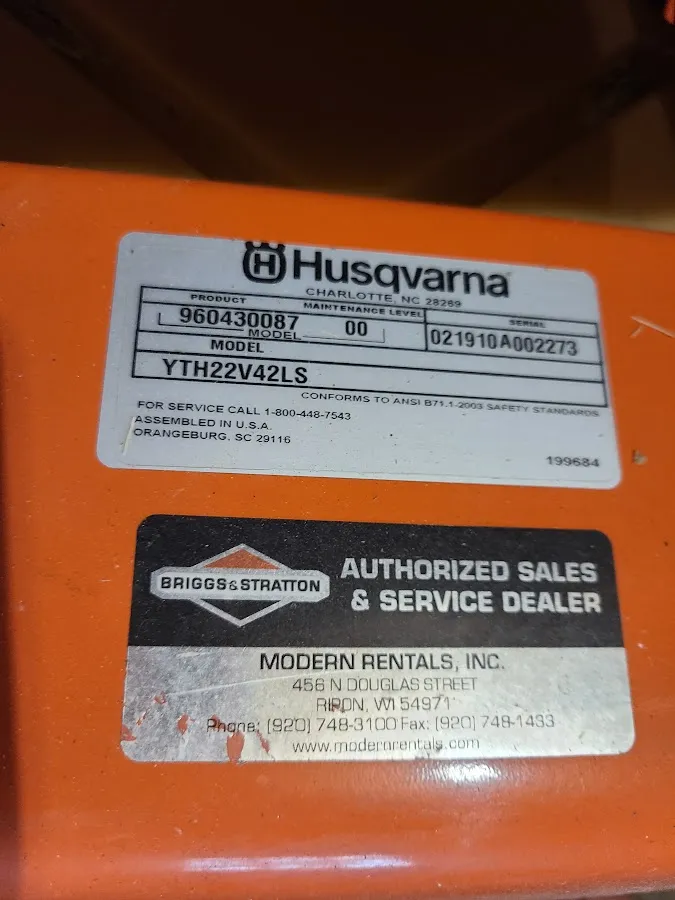 Husqvarna
CHARLOTTE, NC 28269
PRODUCT MAINTENANCE LEVEL SERIAL
960430087 00 021910A002273
MODEL
MODEL
YTH22V42LS
CONFORMS TO ANSI B71.1-2003 SAFETY STANDARDS
FOR SERVICE CALL 1-800-448-7543
ASSEMBLED IN U.S.A.
ORANGEBURG. SC 29116
199684
BRIGGS&STRATTON
AUTHORIZED SALES
& SERVICE DEALER
MODERN RENTALS, INC.
456 N DOUGLAS STREET
RIPON, WI 54971
Phone: (920) 748-3100 Fax: (920) 748-1433
www.modernrentals.com